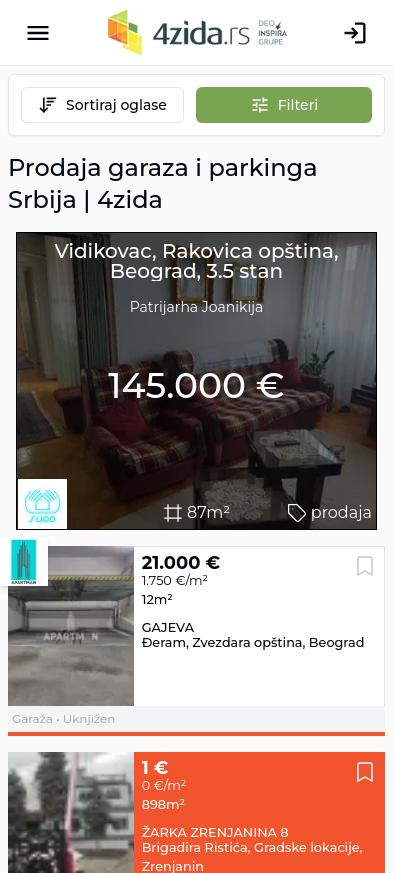 4zida.rs
DEO
INSPIRA
GRUPE
Sortiraj oglase
Filteri
Prodaja garaza i parkinga
Srbija | 4zida
Vidikovac, Rakovica opština,
Beograd, 3.5 stan
Patrijarha Joanikija
145.000 €
SUGO
87m²
prodaja
APARTMAN
21.000 €
1.750 €/m²
12m²
GAJEVA
Đeram, Zvezdara opština, Beograd
Garaža • Uknjižen
1 €
0 €/m²
898m²
ŽARKA ZRENJANINA 8
Brigadira Ristića, Gradske lokacije,
Zrenjanin